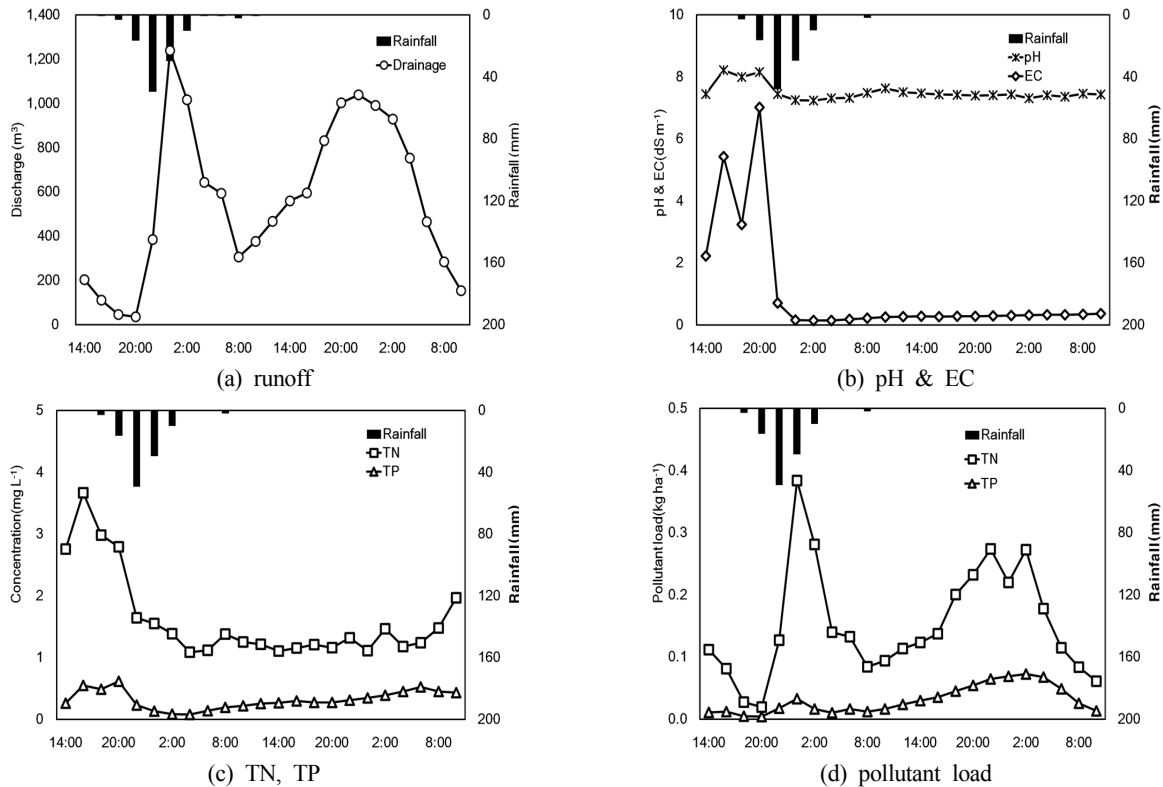 1,400
1,200
1,000
800
600
400
200
0
Discharge (m³)
0
40
80
120
160
200
Rainfall (mm)
Rainfall
Drainage
14:00 20:00 2:00 8:00 14:00 20:00 2:00 8:00
(a) runoff
10
8
6
4
2
0
pH & EC(dS m⁻¹)
0
40
80
120
160
200
Rainfall(mm)
Rainfall
pH
EC
14:00 20:00 2:00 8:00 14:00 20:00 2:00 8:00
(b) pH & EC
5
4
3
2
1
0
Concentration(mg L⁻¹)
0
40
80
120
160
200
Rainfall(mm)
Rainfall
TN
TP
14:00 20:00 2:00 8:00 14:00 20:00 2:00 8:00
(c) TN, TP
0.5
0.4
0.3
0.2
0.1
0.0
Pollutant load(kg ha⁻¹)
0
40
80
120
160
200
Rainfall(mm)
Rainfall
TN
TP
14:00 20:00 2:00 8:00 14:00 20:00 2:00 8:00
(d) pollutant load